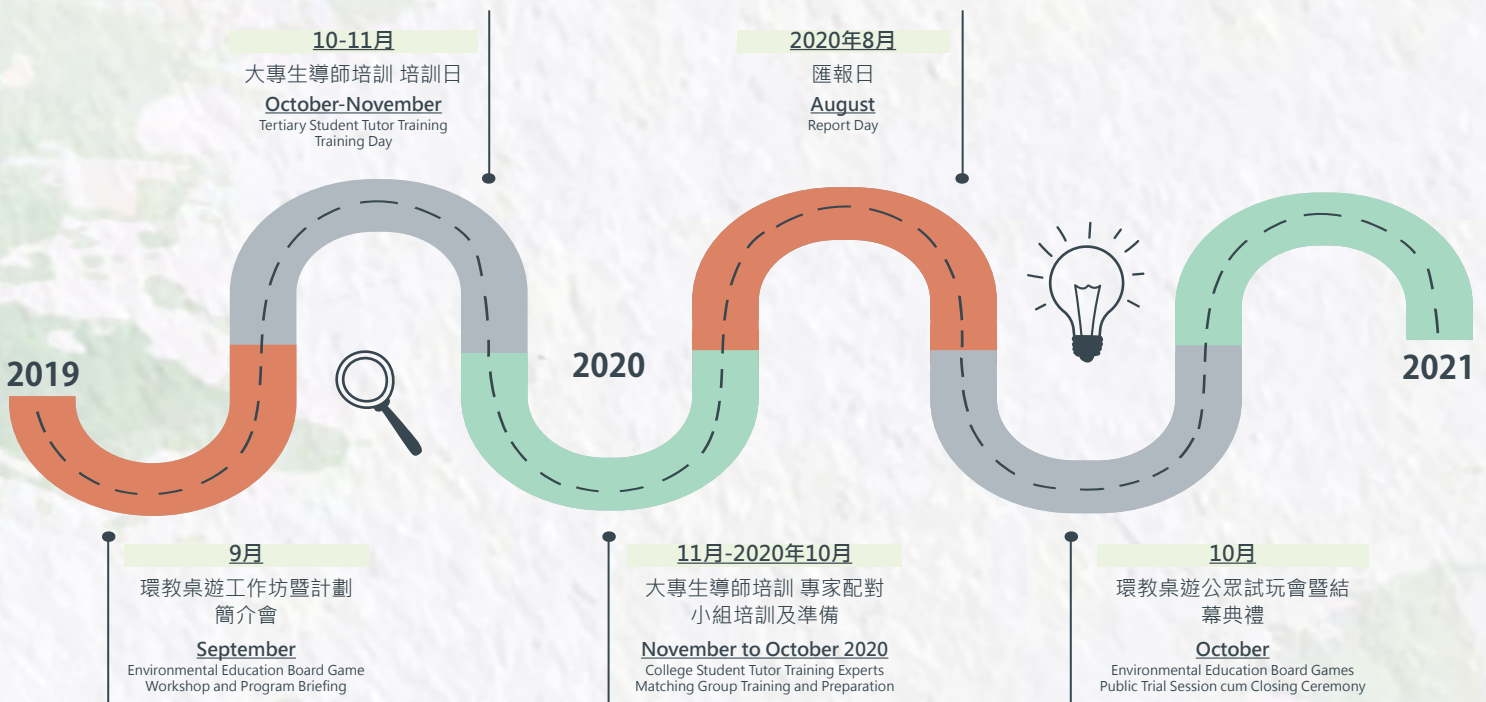 2019
9月
環教桌遊工作坊暨計劃
簡介會
September
Environmental Education Board Game
Workshop and Program Briefing
10-11月
大專生導師培訓 培訓日
October-November
Tertiary Student Tutor Training
Training Day
2020
11月-2020年10月
大專生導師培訓 專家配對
小組培訓及準備
November to October 2020
College Student Tutor Training Experts
Matching Group Training and Preparation
2020年8月
匯報日
August
Report Day
10月
環教桌遊公眾試玩會暨結
幕典禮
October
Environmental Education Board Games
Public Trial Session cum Closing Ceremony
2021